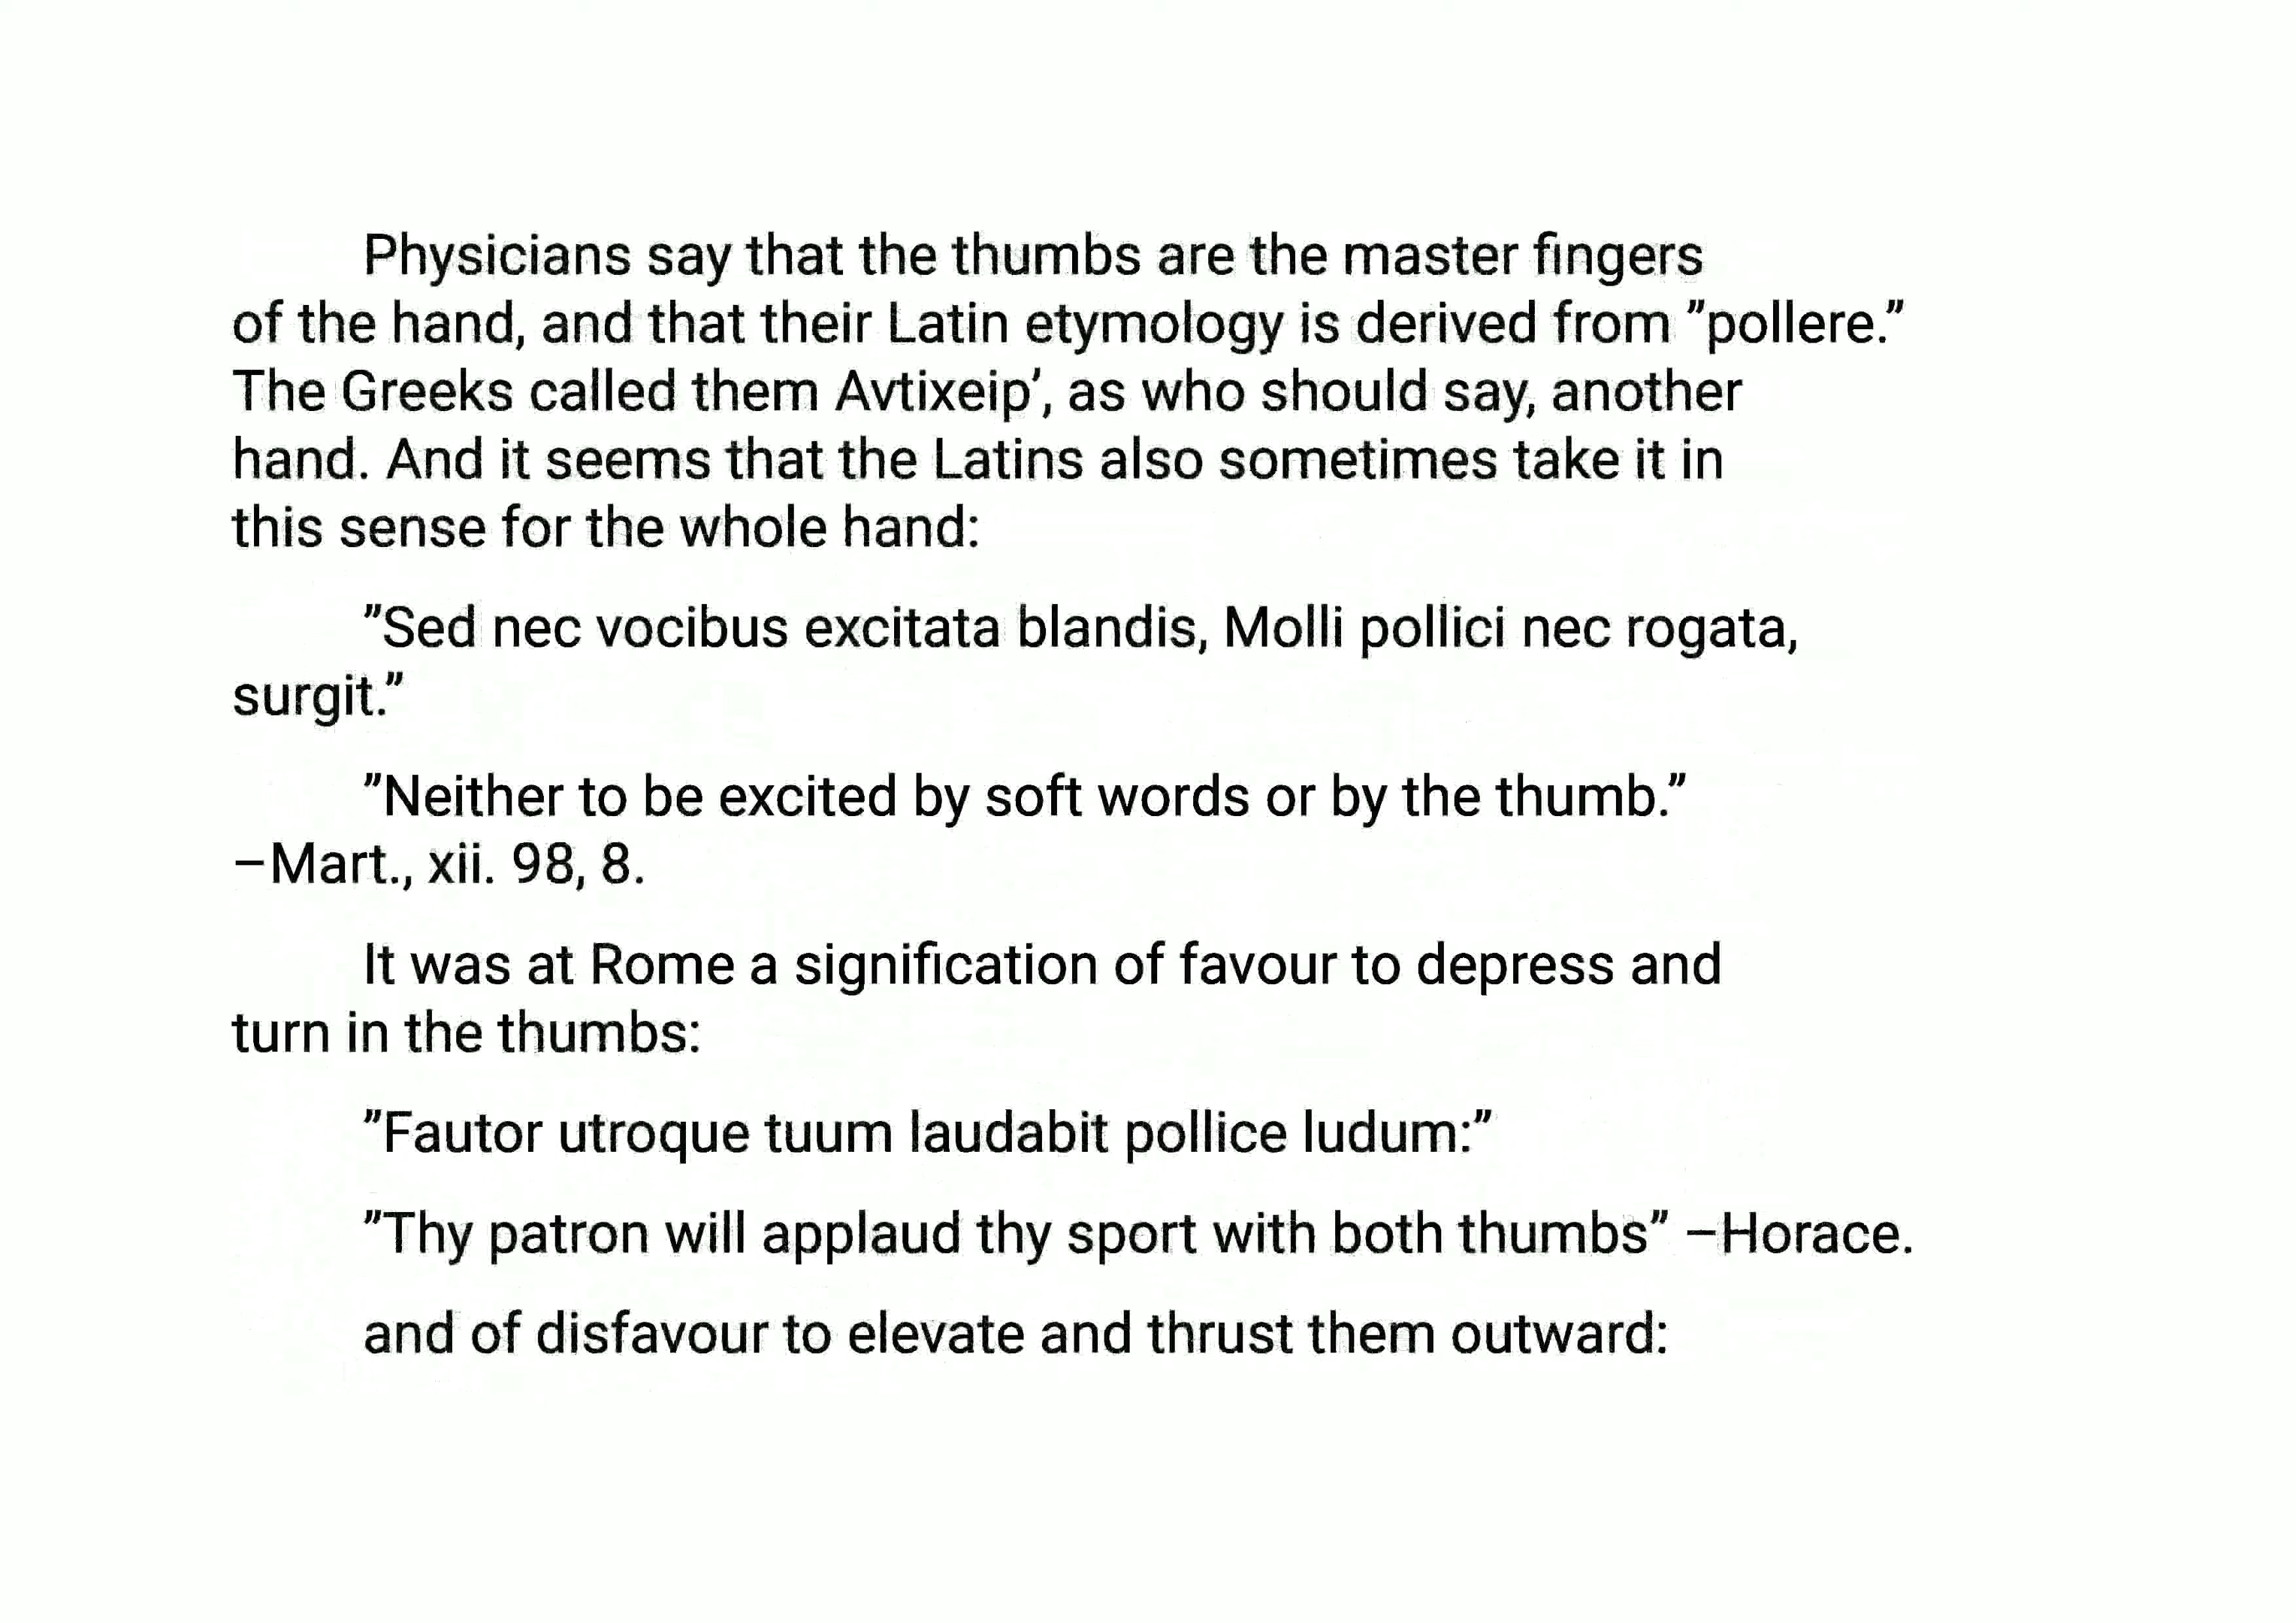 Physicians say that the thumbs are the master fingers
of the hand, and that their Latin etymology is derived from ”pollere.”
The Greeks called them Avtixeip’, as who should say, another
hand. And it seems that the Latins also sometimes take it in
this sense for the whole hand:
”Sed nec vocibus excitata blandis, Molli pollici nec rogata,
surgit.”
”Neither to be excited by soft words or by the thumb.”
–Mart., xii. 98, 8.
It was at Rome a signification of favour to depress and
turn in the thumbs:
”Fautor utroque tuum laudabit pollice ludum:”
”Thy patron will applaud thy sport with both thumbs” –Horace.
and of disfavour to elevate and thrust them outward: